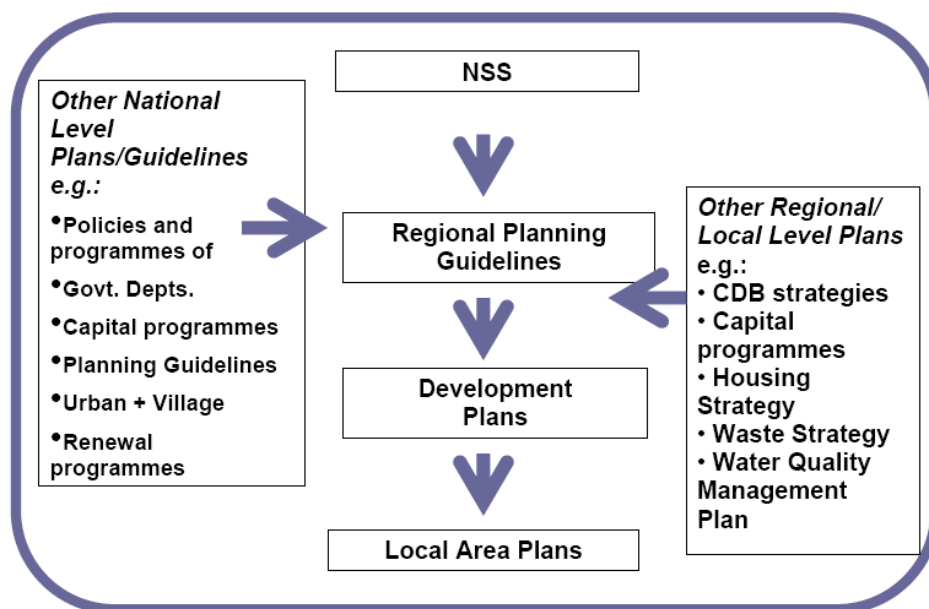 NSS
Other National
Level
Plans/Guidelines
e.g.:
•Policies and
programmes of
•Govt. Depts.
•Capital programmes
•Planning Guidelines
•Urban + Village
•Renewal
programmes
Regional Planning
Guidelines
Development
Plans
Local Area Plans
Other Regional/
Local Level Plans
e.g.:
• CDB strategies
• Capital
programmes
• Housing
Strategy
• Waste Strategy
• Water Quality
Management
Plan